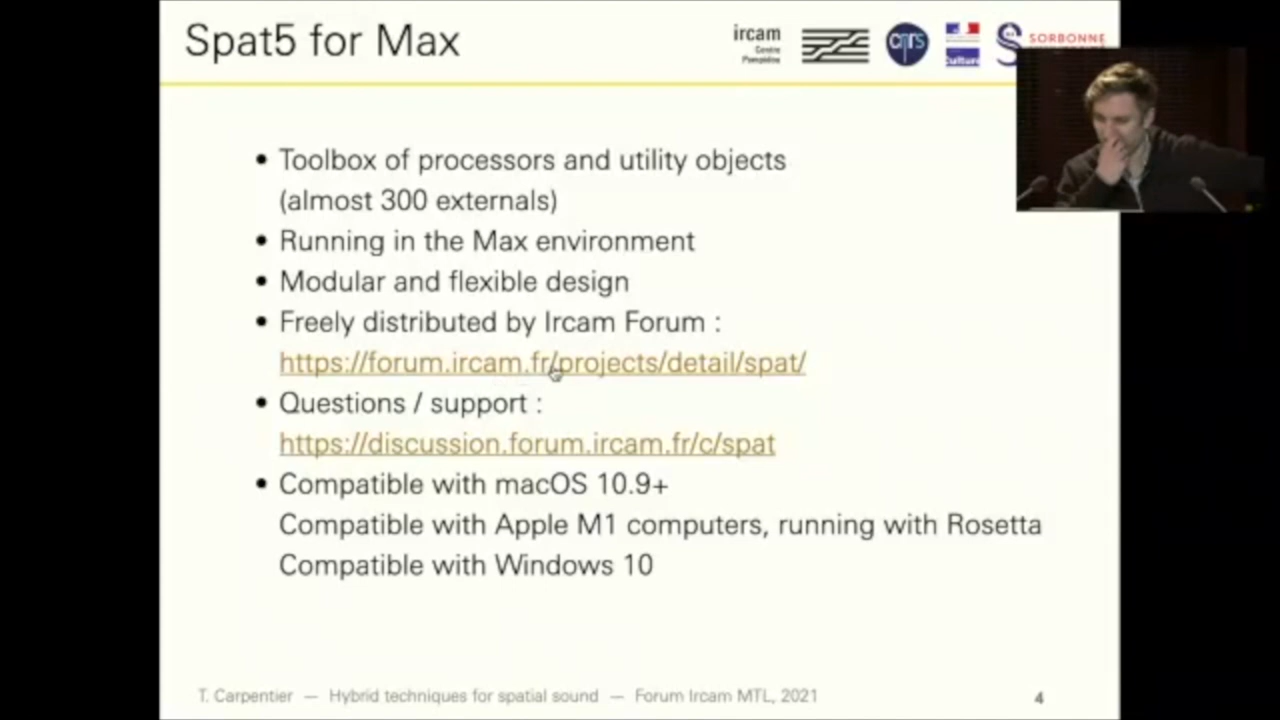 Spat5 for Max
ircam
Centre
Pompidou
cnrs
Culture
S
SORBONNE
• Toolbox of processors and utility objects
(almost 300 externals)
• Running in the Max environment
• Modular and flexible design
• Freely distributed by Ircam Forum :
https://forum.ircam.fr/projects/detail/spat/
• Questions / support :
https://discussion.forum.ircam.fr/c/spat
• Compatible with macOS 10.9+
Compatible with Apple M1 computers, running with Rosetta
Compatible with Windows 10
T. Carpentier — Hybrid techniques for spatial sound — Forum Ircam MTL, 2021
4